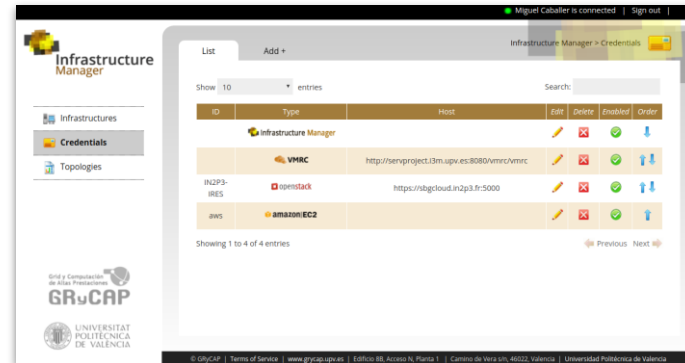 Miguel Caballer is connected | Sign out |
Infrastructure Manager
Infrastructure Manager > Credentials
List Add +
Show 10 entries Search:
ID Type Host Edit Delete Enabled Order
Infrastructure Manager
VMRC http://servproject.i3m.upv.es:8080/vmrc/vmrc
IN2P3-IRES openstack https://sbgcloud.in2p3.fr:5000
aws amazon|EC2
Showing 1 to 4 of 4 entries Previous Next
Infrastructures
Credentials
Topologies
Grid y Computación de Altas Prestaciones
GRyCAP
UNIVERSITAT
POLITÈCNICA
DE VALÈNCIA
© GRyCAP | Terms of Service | www.grycap.upv.es | Edificio 8B, Acceso N, Planta 1 | Camino de Vera s/n, 46022, Valencia | Universidad Politécnica de Valencia